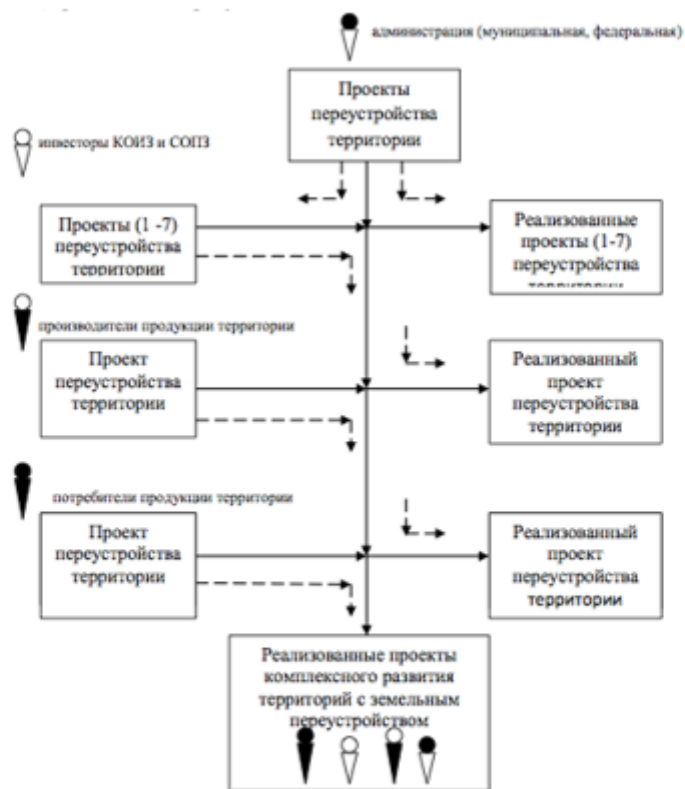 администрация (муниципальная, федеральная)
Проекты
переустройства
территории
инвесторы КОИЗ и СОПЗ
Проекты (1 -7)
переустройства
территории
Реализованные
проекты (1-7)
переустройства
территории
производители продукции территории
Проект
переустройства
территории
Реализованный
проект
переустройства
территории
потребители продукции территории
Проект
переустройства
территории
Реализованный
проект
переустройства
территории
Реализованные проекты
комплексного развития
территорий с земельным
переустройством